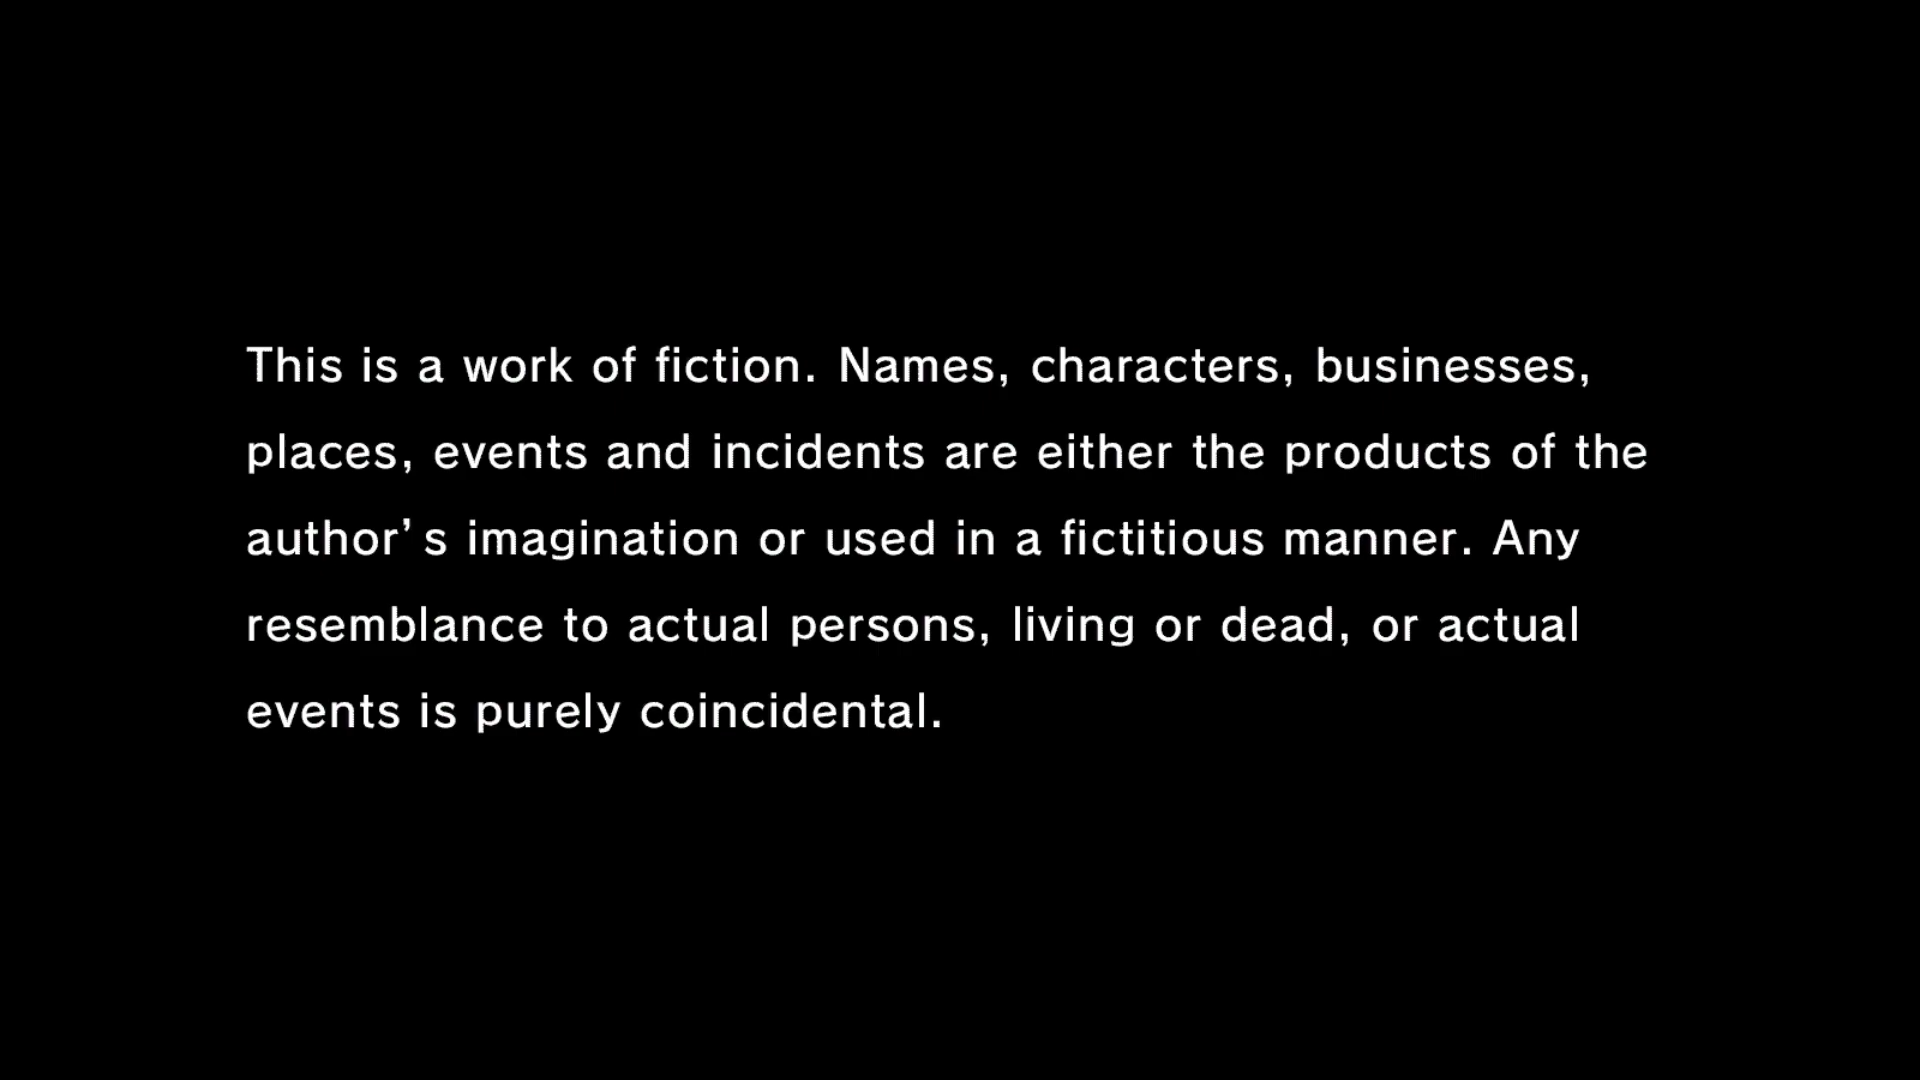 This is a work of fiction. Names, characters, businesses,
places, events and incidents are either the products of the
author’s imagination or used in a fictitious manner. Any
resemblance to actual persons, living or dead, or actual
events is purely coincidental.